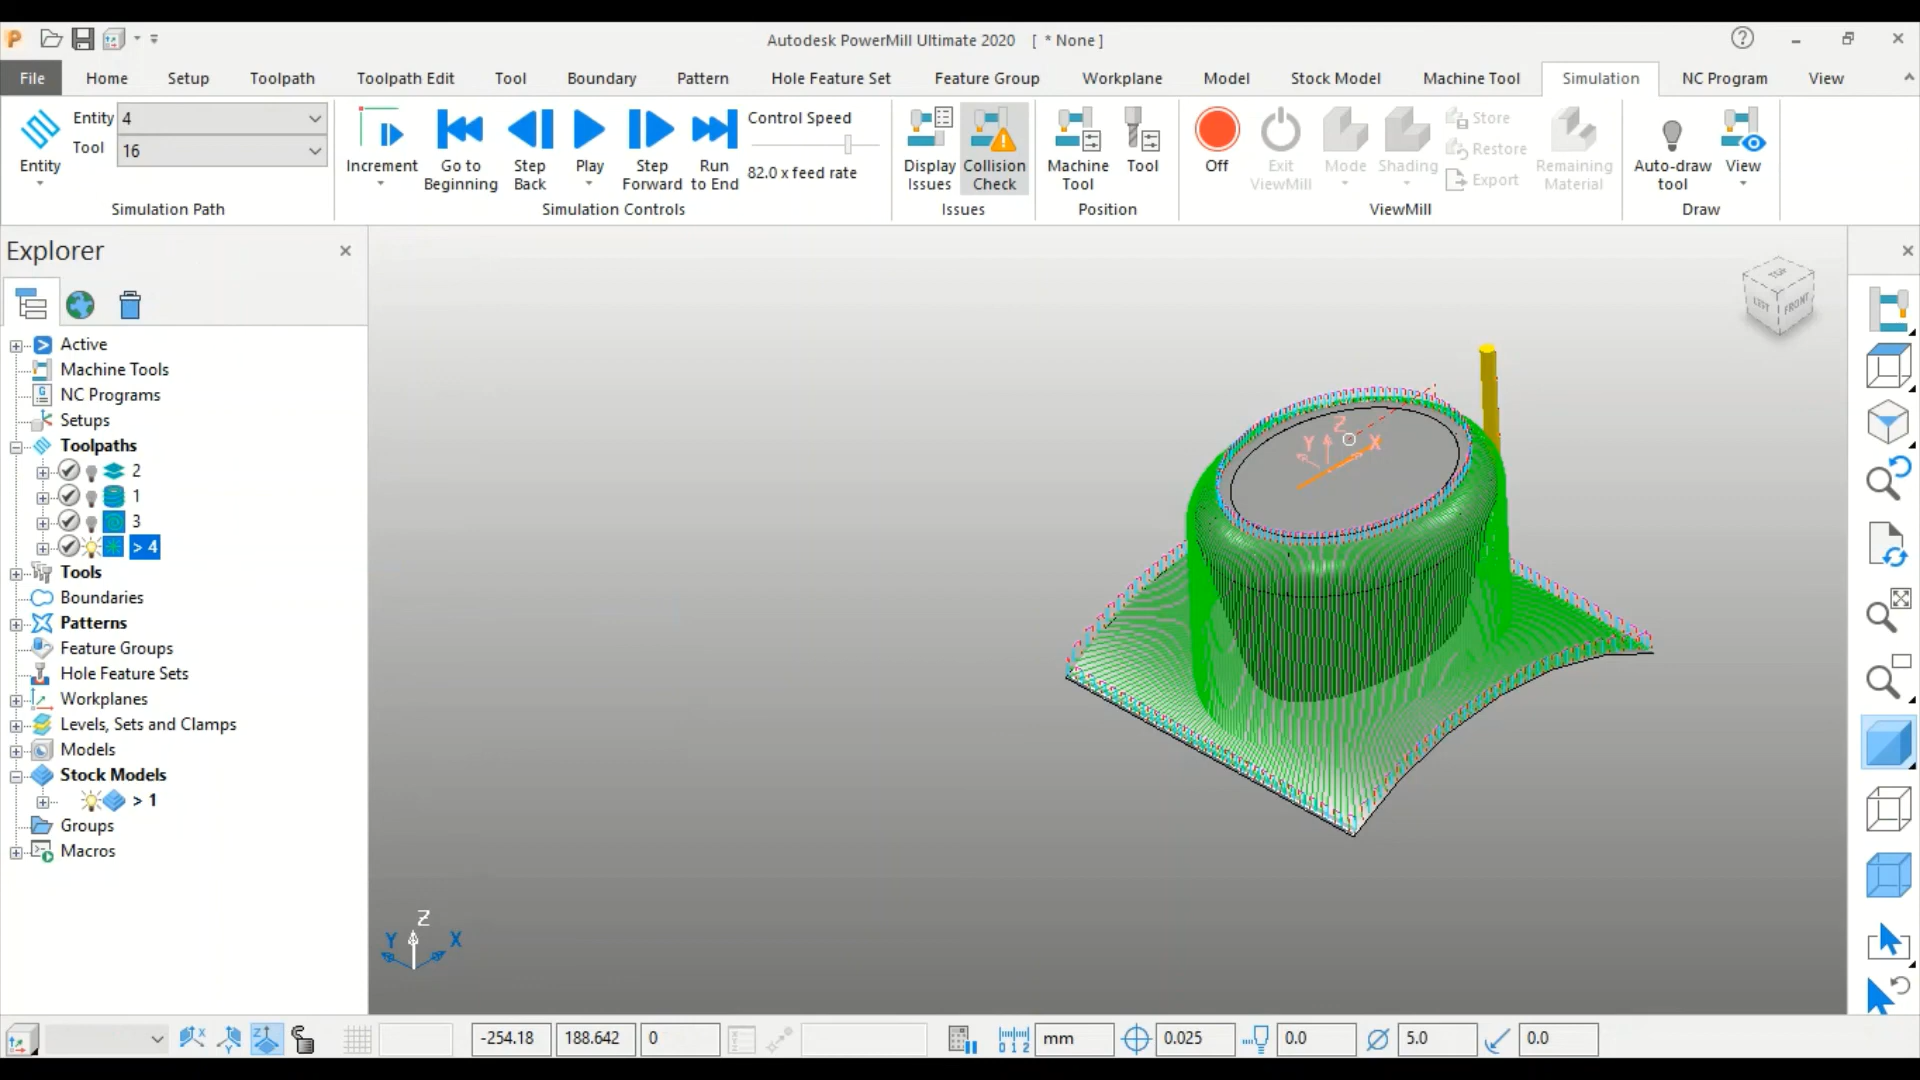 Autodesk PowerMill Ultimate 2020 [ * None ]
File Home Setup Toolpath Toolpath Edit Tool Boundary Pattern Hole Feature Set Feature Group Workplane Model Stock Model Machine Tool Simulation NC Program View
Entity 4
Tool 16
Entity
Simulation Path
Increment
Go to Beginning
Step Back
Play
Step Forward
Run to End
Control Speed
82.0 x feed rate
Simulation Controls
Display Issues
Collision Check
Issues
Machine Tool
Tool
Position
Off
Exit ViewMill
Mode
Shading
Store
Restore
Export
Remaining Material
ViewMill
Auto-draw tool
View
Draw
Explorer
Active
Machine Tools
NC Programs
Setups
Toolpaths
2
1
3
> 4
Tools
Boundaries
Patterns
Feature Groups
Hole Feature Sets
Workplanes
Levels, Sets and Clamps
Models
Stock Models
> 1
Groups
Macros
TOP
LEFT FRONT
Z
Y X
Z
Y X
-254.18 188.642 0 mm 0.025 0.0 5.0 0.0